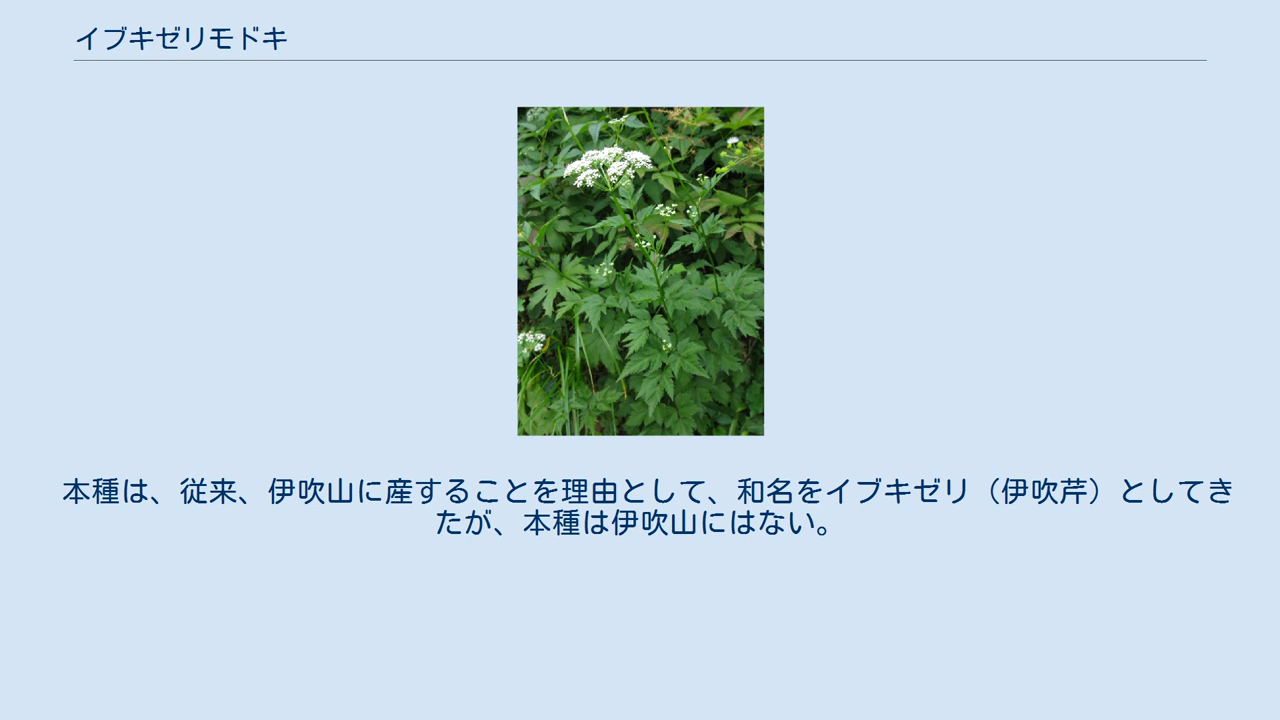 イブキゼリモドキ
本種は、従来、伊吹山に産することを理由として、和名をイブキゼリ（伊吹芹）としてき
たが、本種は伊吹山にはない。